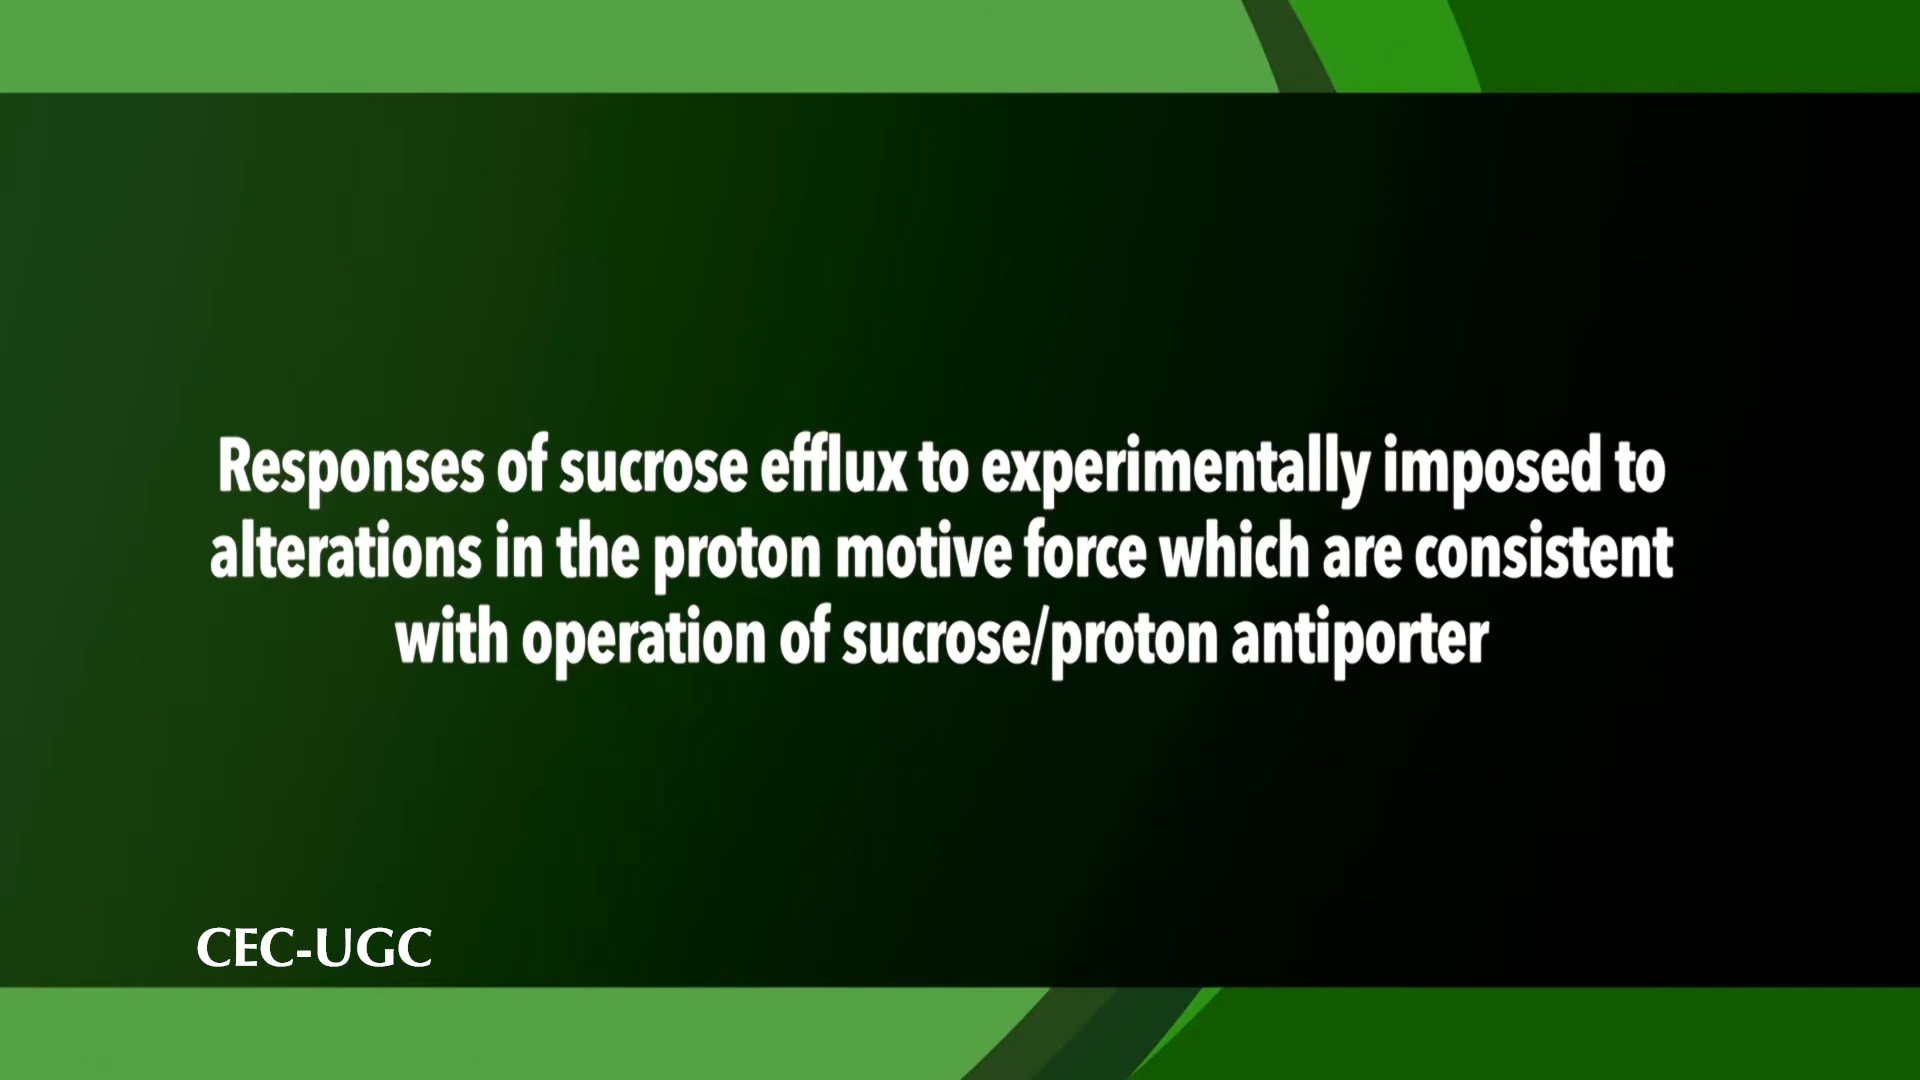 Responses of sucrose efflux to experimentally imposed to
alterations in the proton motive force which are consistent
with operation of sucrose/proton antiporter
CEC-UGC